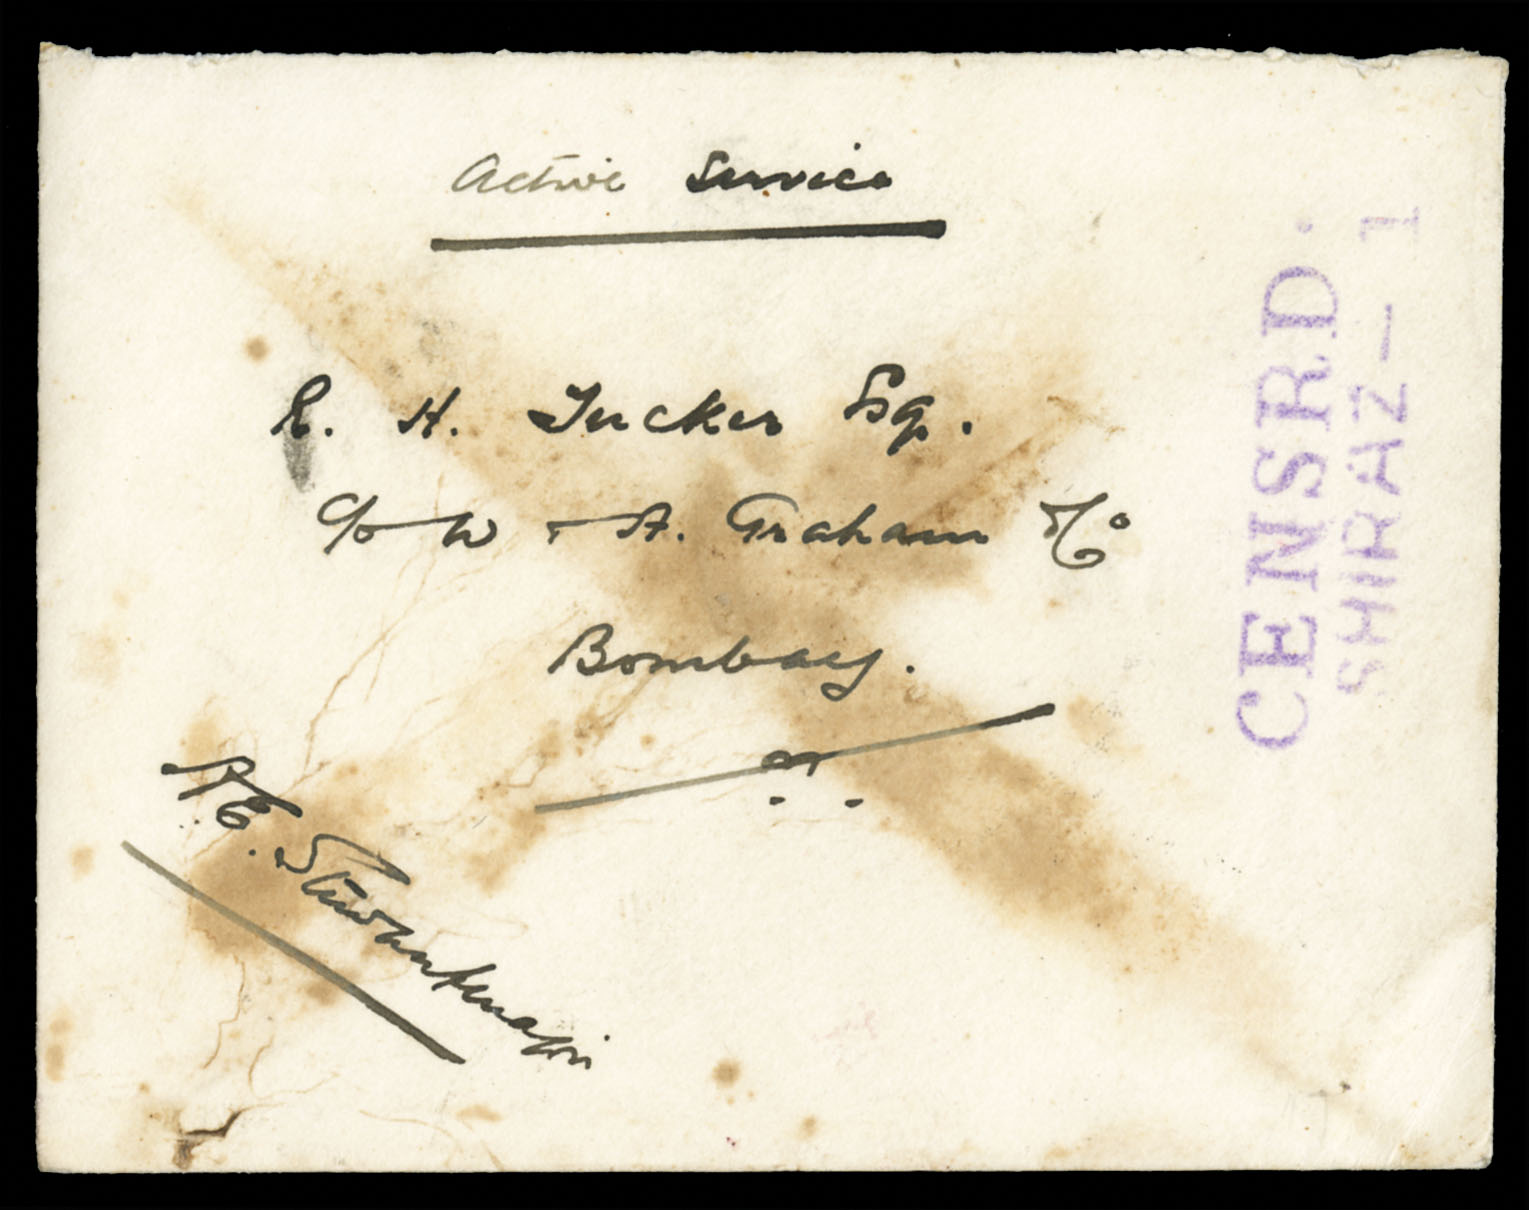 Active Service
E. H. Tucker Esq.
c/o W & A. Graham & Co
Bombay.
R.E.
CENSRD.
SHIRAZ — 1